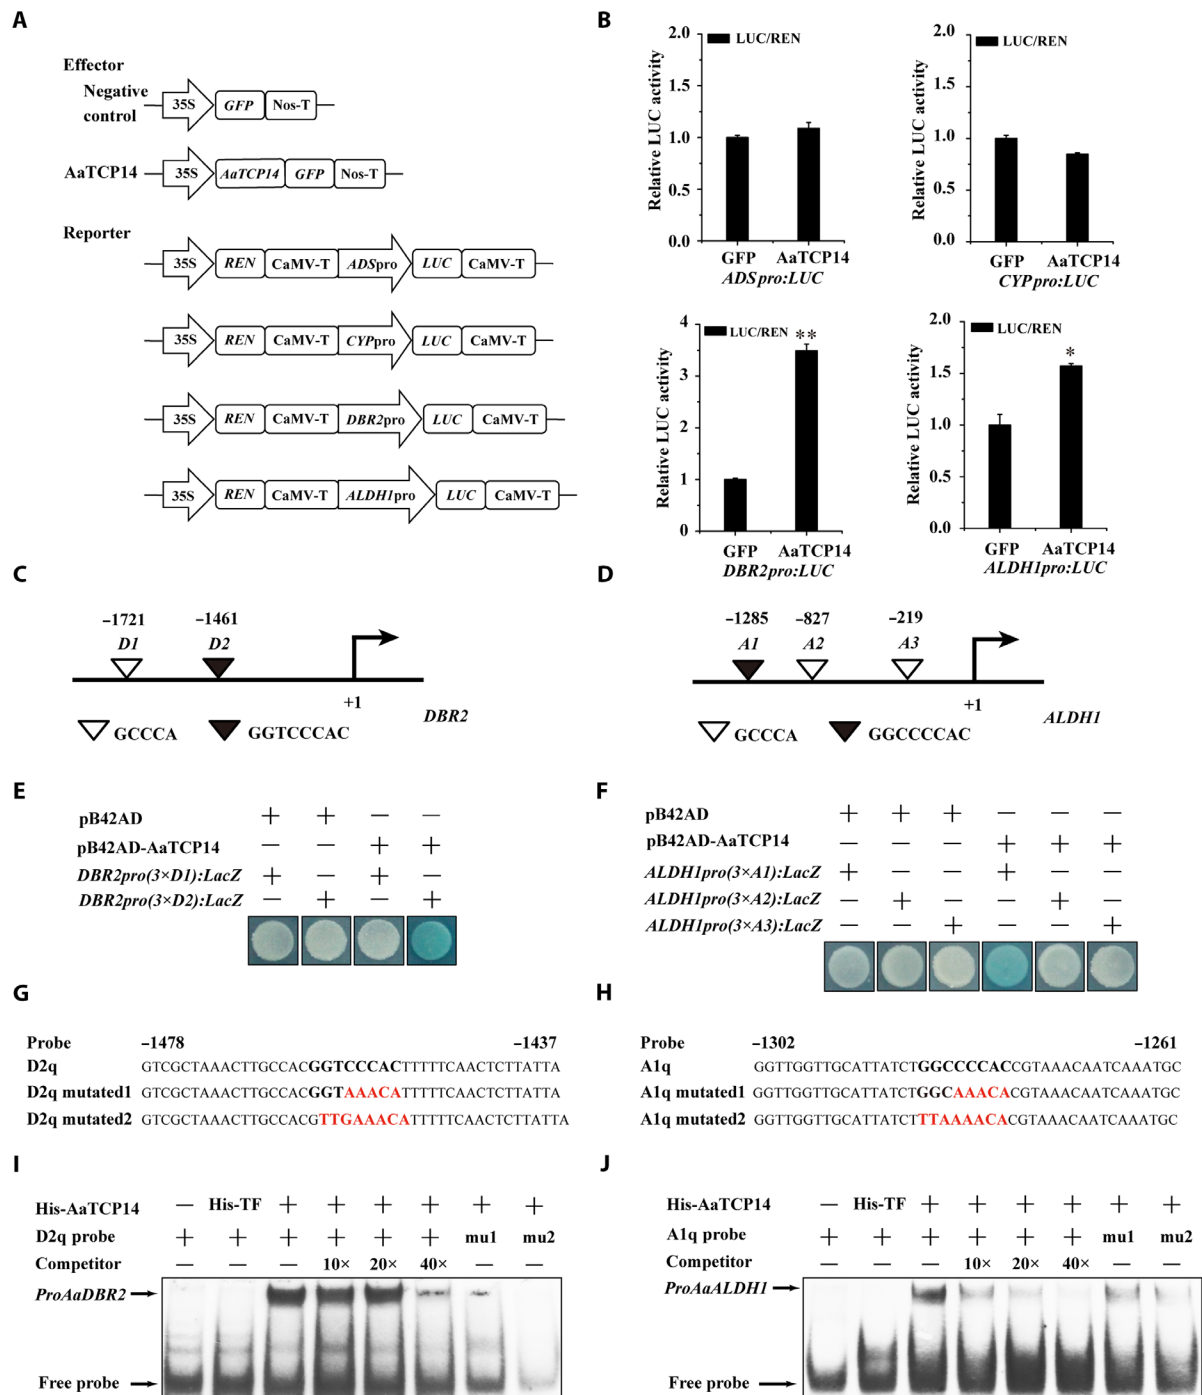 A
Effector
Negative control
35S GFP Nos-T
AaTCP14
35S AaTCP14 GFP Nos-T
Reporter
35S REN CaMV-T ADSpro LUC CaMV-T
35S REN CaMV-T CYPpro LUC CaMV-T
35S REN CaMV-T DBR2pro LUC CaMV-T
35S REN CaMV-T ALDH1pro LUC CaMV-T
B
Relative LUC activity
2.0
1.5
1.0
0.5
0.0
LUC/REN
GFP AaTCP14
ADSpro:LUC
Relative LUC activity
2.0
1.5
1.0
0.5
0.0
LUC/REN
GFP AaTCP14
CYPpro:LUC
Relative LUC activity
4
3
2
1
0
LUC/REN
**
GFP AaTCP14
DBR2pro:LUC
Relative LUC activity
2.0
1.5
1.0
0.5
0.0
LUC/REN
*
GFP AaTCP14
ALDH1pro:LUC
C
−1721 −1461
D1 D2
+1
DBR2
GCCCA GGTCCCAC
D
−1285 −827 −219
A1 A2 A3
+1
ALDH1
GCCCA GGCCCCAC
E
pB42AD + + — —
pB42AD-AaTCP14 — — + +
DBR2pro(3×D1):LacZ + — + —
DBR2pro(3×D2):LacZ — + — +
F
pB42AD + + + — — —
pB42AD-AaTCP14 — — — + + +
ALDH1pro(3×A1):LacZ + — — + — —
ALDH1pro(3×A2):LacZ — + — — + —
ALDH1pro(3×A3):LacZ — — + — — +
G
Probe −1478 −1437
D2q GTCGCTAAACTTGCCACGGTCCCACTTTTTCAACTCTTATTA
D2q mutated1 GTCGCTAAACTTGCCACGGTAAACATTTTTCAACTCTTATTA
D2q mutated2 GTCGCTAAACTTGCCACGTTGAAACATTTTTCAACTCTTATTA
H
Probe −1302 −1261
A1q GGTTGGTTGCATTATCTGGCCCCACCGTAAACAATCAAATGC
A1q mutated1 GGTTGGTTGCATTATCTGGCAAACACGTAAACAATCAAATGC
A1q mutated2 GGTTGGTTGCATTATCTTTAAAACACGTAAACAATCAAATGC
I
His-AaTCP14 — His-TF + + + + + +
D2q probe + + + + + + mu1 mu2
Competitor — — — 10× 20× 40× — —
ProAaDBR2
Free probe
J
His-AaTCP14 — His-TF + + + + + +
A1q probe + + + + + + mu1 mu2
Competitor — — — 10× 20× 40× — —
ProAaALDH1
Free probe